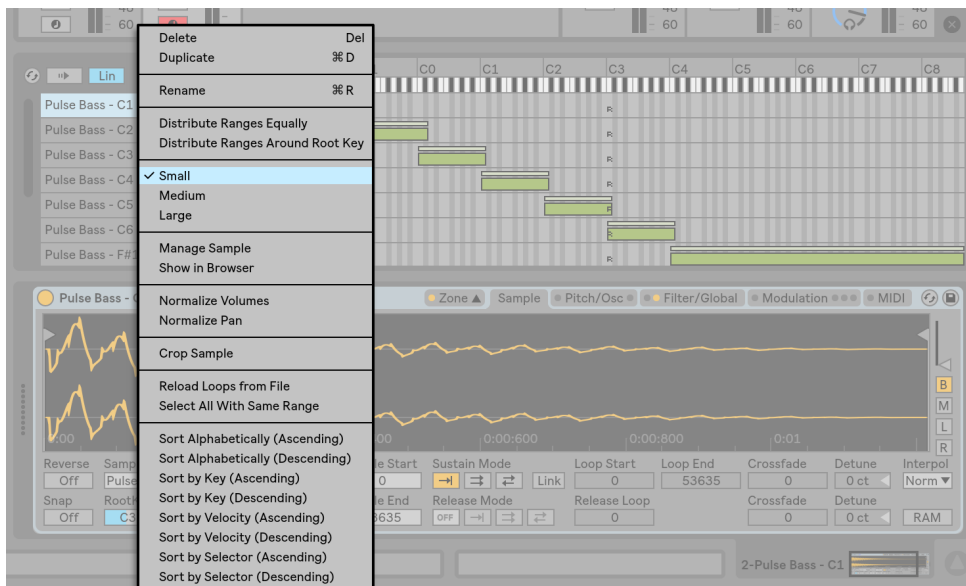 60
60
60
60
60
Delete Del
Duplicate ⌘ D
Rename ⌘ R
Distribute Ranges Equally
Distribute Ranges Around Root Key
✓ Small
Medium
Large
Manage Sample
Show in Browser
Normalize Volumes
Normalize Pan
Crop Sample
Reload Loops from File
Select All With Same Range
Sort Alphabetically (Ascending)
Sort Alphabetically (Descending)
Sort by Key (Ascending)
Sort by Key (Descending)
Sort by Velocity (Ascending)
Sort by Velocity (Descending)
Sort by Selector (Ascending)
Sort by Selector (Descending)
Lin
C0 C1 C2 C3 C4 C5 C6 C7 C8
Pulse Bass - C1
R
Pulse Bass - C2
R
Pulse Bass - C3
R
Pulse Bass - C4
R
Pulse Bass - C5
R
Pulse Bass - C6
R
Pulse Bass - F#1
R
Pulse Bass -
Zone Sample Pitch/Osc Filter/Global Modulation MIDI
B
M
L
R
0:00 0:00:600 0:00:800 0:01
Reverse Sustain Mode Loop Start Loop End Crossfade Detune Interpol
Off Pulse 0 Link 0 53635 0 0 ct Norm
Snap Release Mode Release Loop Crossfade Detune
Off C3 OFF 0 0 0 ct RAM
2-Pulse Bass - C1